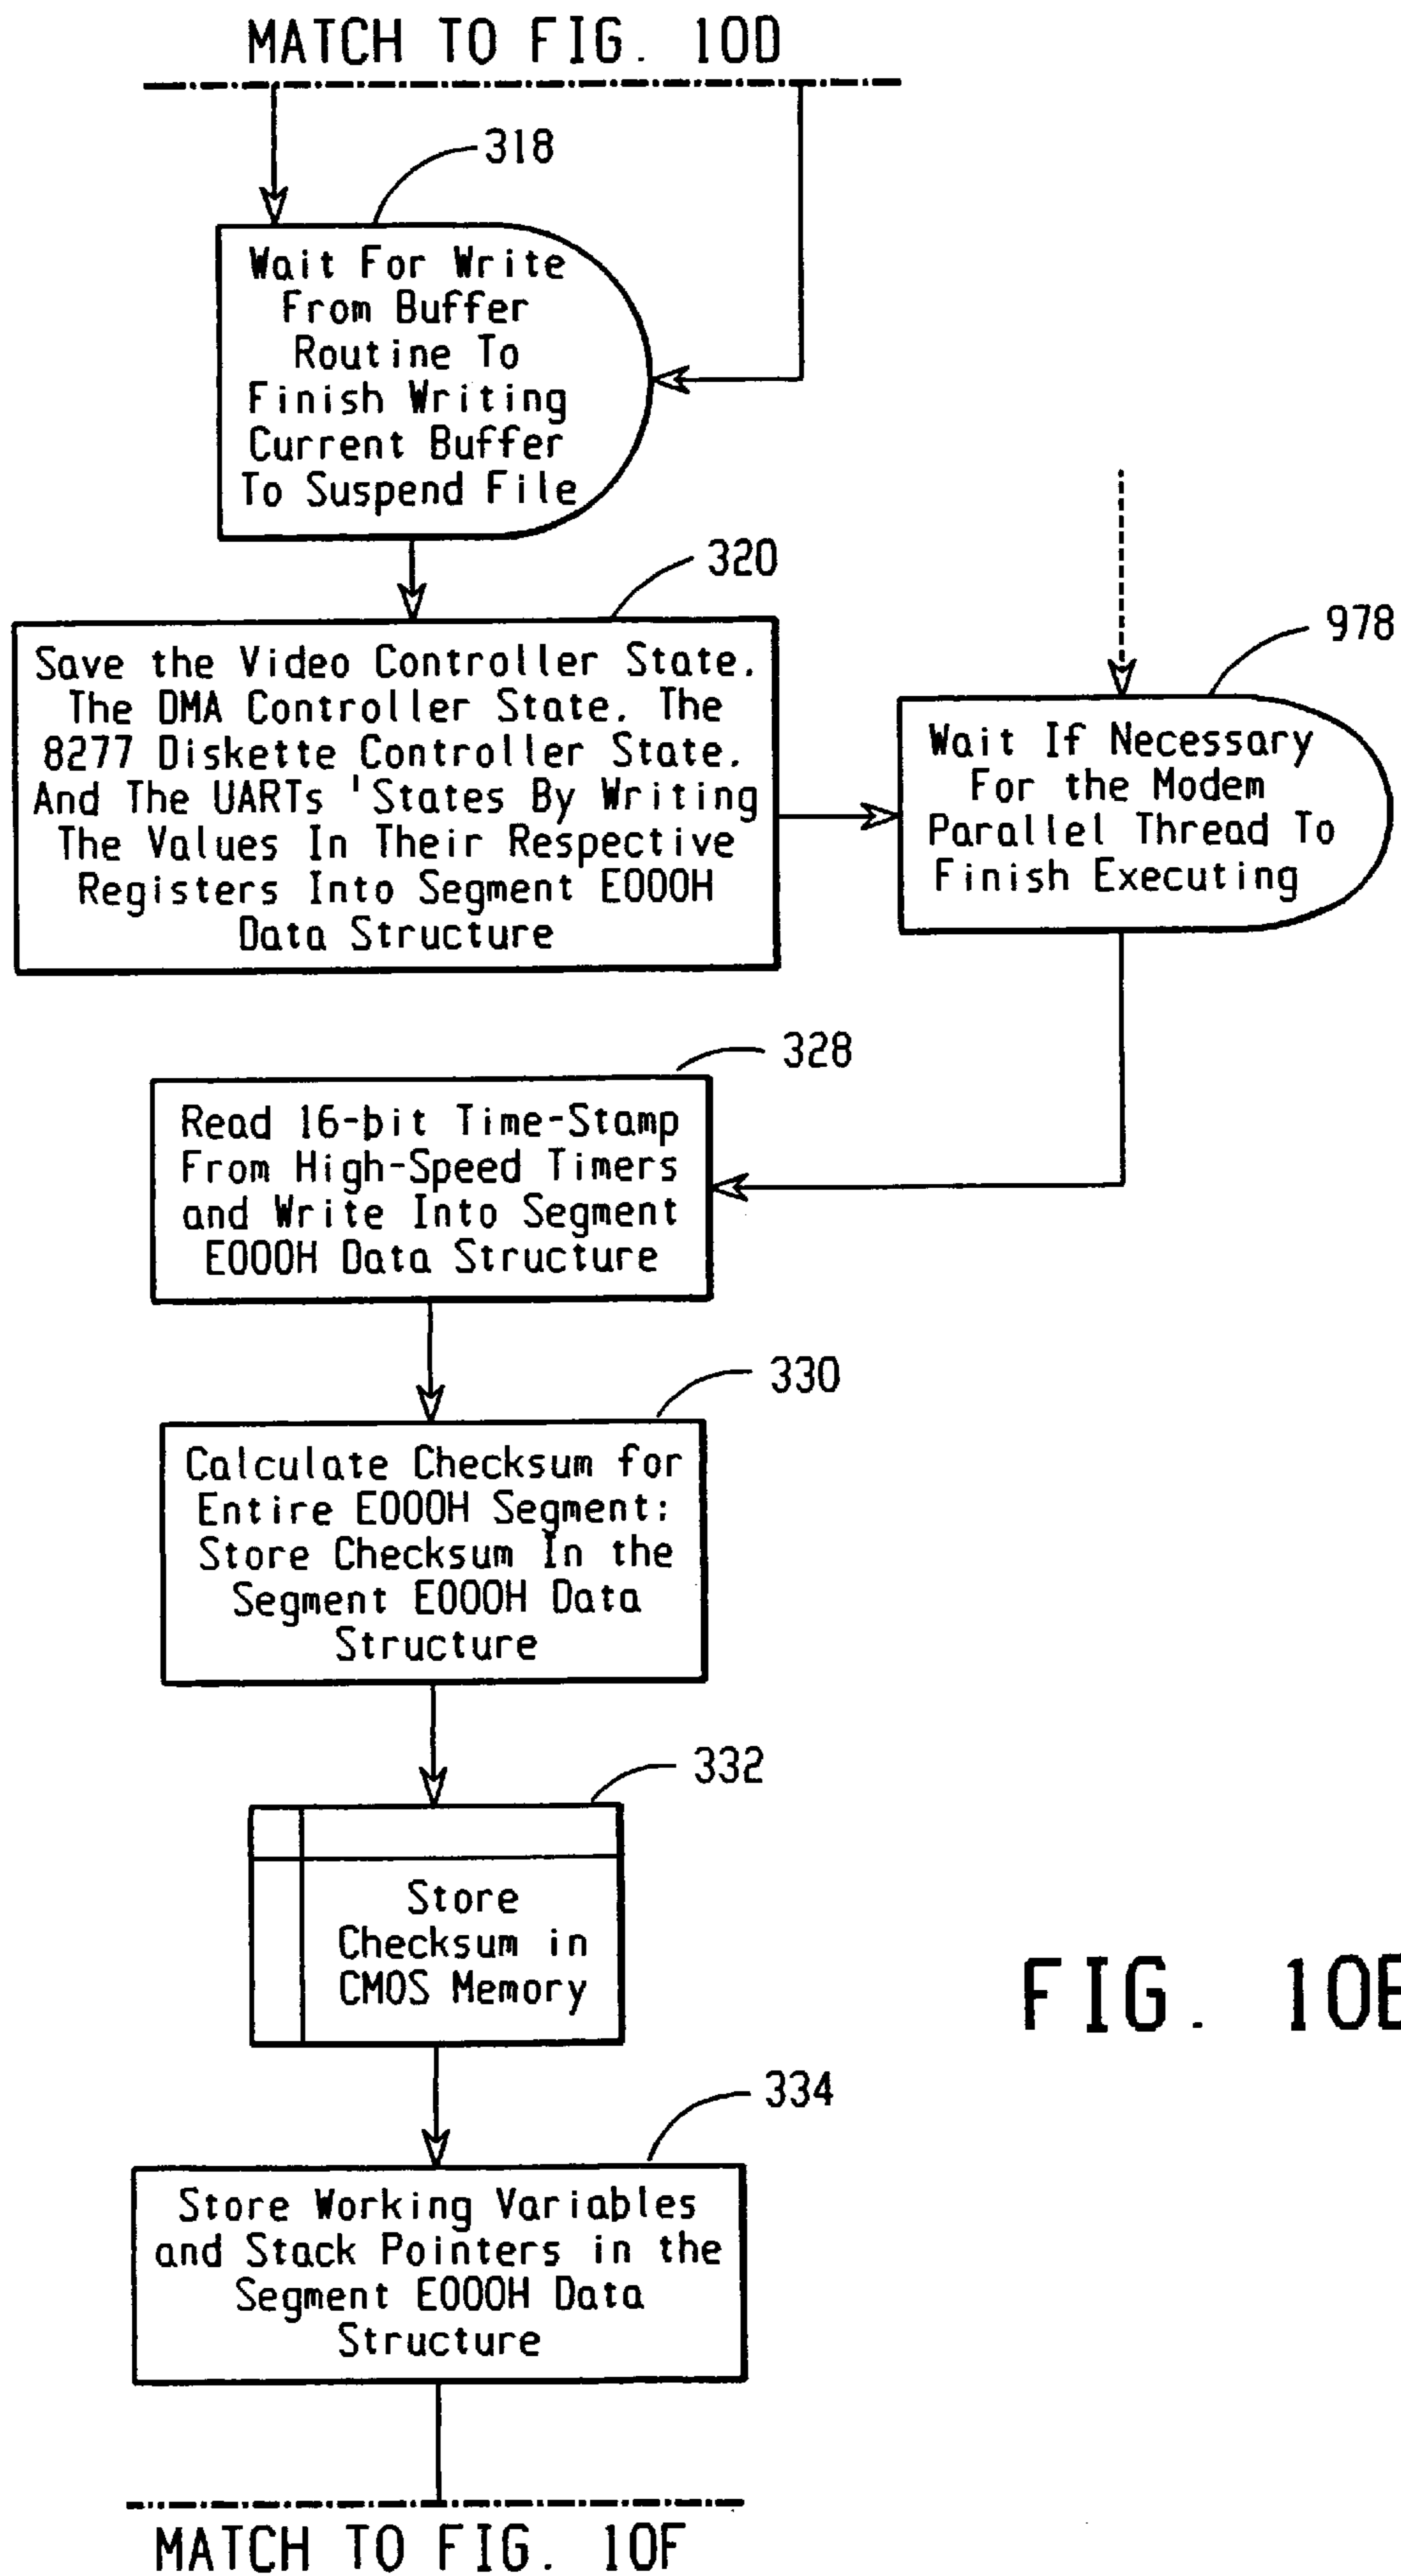 MATCH TO FIG. 10D
318
Wait For Write
From Buffer
Routine To
Finish Writing
Current Buffer
To Suspend File
320
Save the Video Controller State.
The DMA Controller State. The
8277 Diskette Controller State.
And The UARTs 'States By Writing
The Values In Their Respective
Registers Into Segment E000H
Data Structure
978
Wait If Necessary
For the Modem
Parallel Thread To
Finish Executing
328
Read 16-bit Time-Stamp
From High-Speed Timers
and Write Into Segment
E000H Data Structure
330
Calculate Checksum for
Entire E000H Segment:
Store Checksum In the
Segment E000H Data
Structure
332
Store
Checksum in
CMOS Memory
334
Store Working Variables
and Stack Pointers in the
Segment E000H Data
Structure
FIG. 10E
MATCH TO FIG. 10F